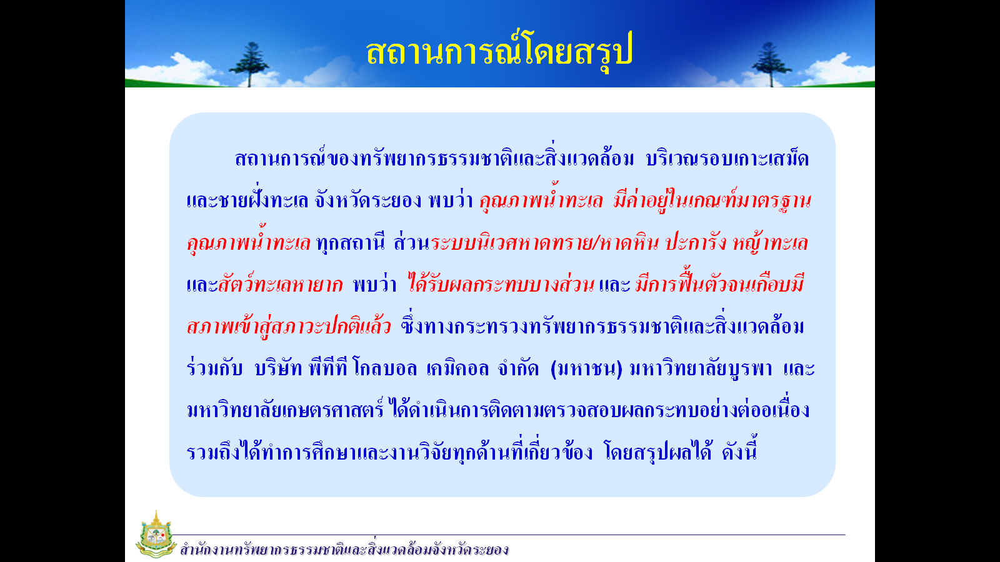 สถานการณ์โดยสรุป
สถานการณ์ของทรัพยากรธรรมชาติและสิ่งแวดล้อม บริเวณรอบเกาะเสม็ด
และชายฝั่งทะเล จังหวัดระยอง พบว่า คุณภาพน้ำทะเล มีค่าอยู่ในเกณฑ์มาตรฐาน
คุณภาพน้ำทะเล ทุกสถานี ส่วนระบบนิเวศหาดทราย/หาดหิน ปะการัง หญ้าทะเล
และสัตว์ทะเลหายาก พบว่า ได้รับผลกระทบบางส่วน และ มีการฟื้นตัวจนเกือบมี
สภาพเข้าสู่สภาวะปกติแล้ว ซึ่งทางกระทรวงทรัพยากรธรรมชาติและสิ่งแวดล้อม
ร่วมกับ บริษัท พีทีที โกลบอล เคมิคอล จำกัด (มหาชน) มหาวิทยาลัยบูรพา และ
มหาวิทยาลัยเกษตรศาสตร์ ได้ดำเนินการติดตามตรวจสอบผลกระทบอย่างต่ออเนื่อง
รวมถึงได้ทำการศึกษาและงานวิจัยทุกด้านที่เกี่ยวข้อง โดยสรุปผลได้ ดังนี้
สำนักงานทรัพยากรธรรมชาติและสิ่งแวดล้อมจังหวัดระยอง